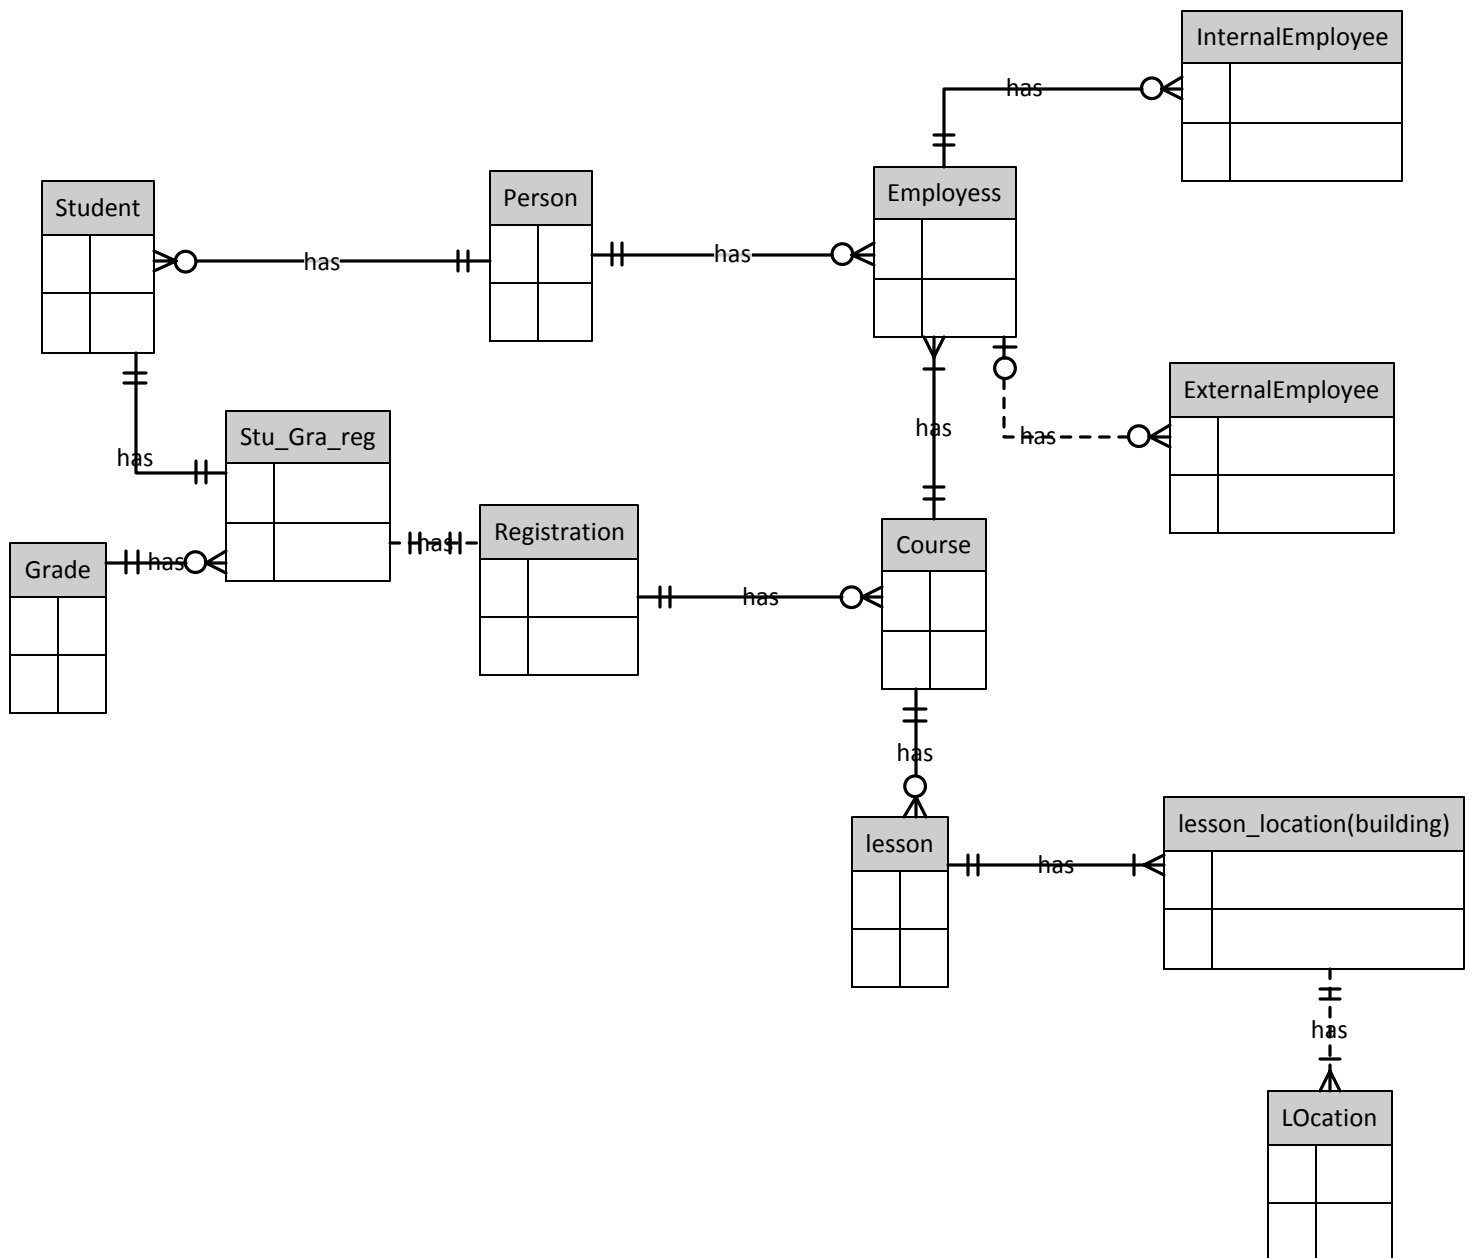 InternalEmployee
has
Student
Person
Employess
has
has
ExternalEmployee
has
has
Stu_Gra_reg
has
Registration
has
Course
Grade
has
has
has
lesson
lesson_location(building)
has
has
LOcation